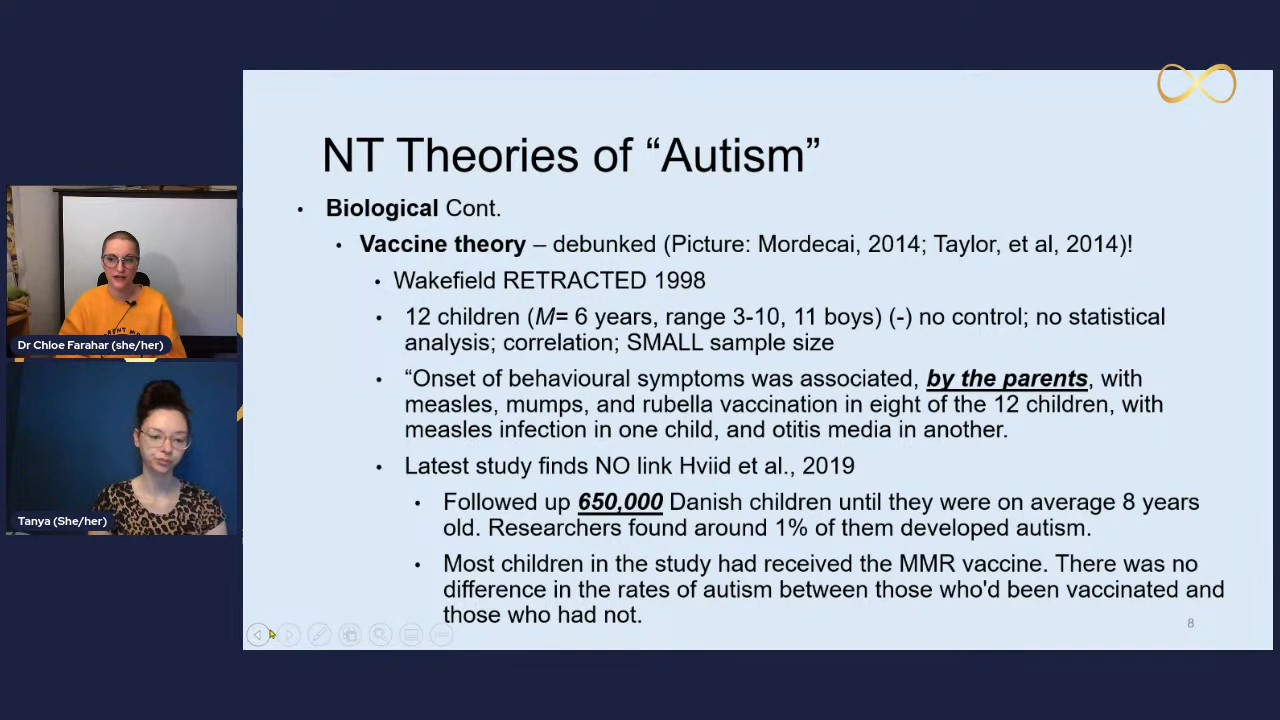 NT Theories of “Autism”
• Biological Cont.
• Vaccine theory – debunked (Picture: Mordecai, 2014; Taylor, et al, 2014)!
• Wakefield RETRACTED 1998
• 12 children (M= 6 years, range 3-10, 11 boys) (-) no control; no statistical
analysis; correlation; SMALL sample size
• “Onset of behavioural symptoms was associated, by the parents, with
measles, mumps, and rubella vaccination in eight of the 12 children, with
measles infection in one child, and otitis media in another.
• Latest study finds NO link Hviid et al., 2019
• Followed up 650,000 Danish children until they were on average 8 years
old. Researchers found around 1% of them developed autism.
• Most children in the study had received the MMR vaccine. There was no
difference in the rates of autism between those who'd been vaccinated and
those who had not.
8
Dr Chloe Farahar (she/her)
Tanya (She/her)